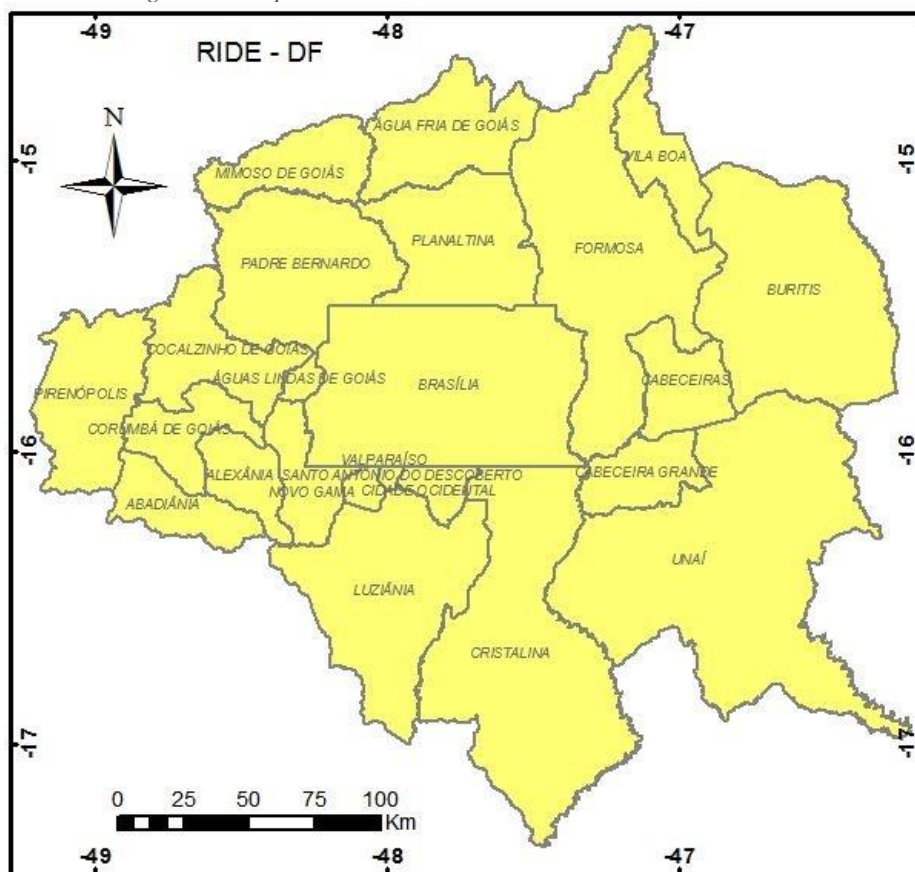 -49 -48 -47
RIDE - DF
N
ÁGUA FRIA DE GOIÁS
-15 -15
VILA BOA
MIMOSO DE GOIÁS
PLANALTINA
FORMOSA
PADRE BERNARDO
BURITIS
COCALZINHO DE GOIÁS
ÁGUAS LINDAS DE GOIÁS
CABECEIRAS
BRASÍLIA
PIRENÓPOLIS
CORUMBÁ DE GOIÁS
-16 -16
VALPARAÍSO
CABECEIRA GRANDE
ALEXÂNIA SANTO ANTÔNIO DO DESCOBERTO
NOVO GAMA CIDADE OCIDENTAL
ABADIÂNIA
UNAÍ
LUZIÂNIA
CRISTALINA
-17 -17
0 25 50 75 100
Km
-49 -48 -47